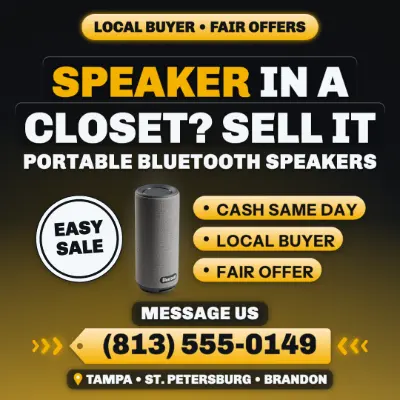 LOCAL BUYER • FAIR OFFERS
SPEAKER IN A
CLOSET? SELL IT
PORTABLE BLUETOOTH SPEAKERS
EASY
SALE
• CASH SAME DAY
• LOCAL BUYER
• FAIR OFFER
MESSAGE US
(813) 555-0149
TAMPA • ST. PETERSBURG • BRANDON